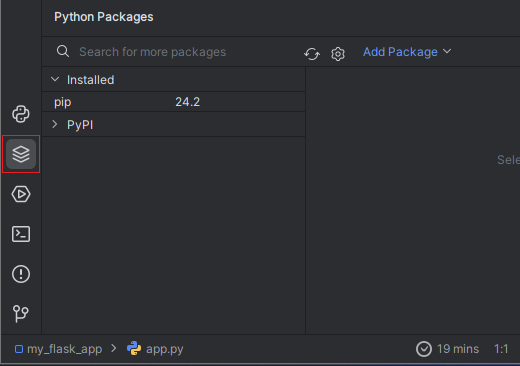 Python Packages
Search for more packages
Add Package
Installed
pip 24.2
PyPI
Sele
my_flask_app > app.py
19 mins 1:1